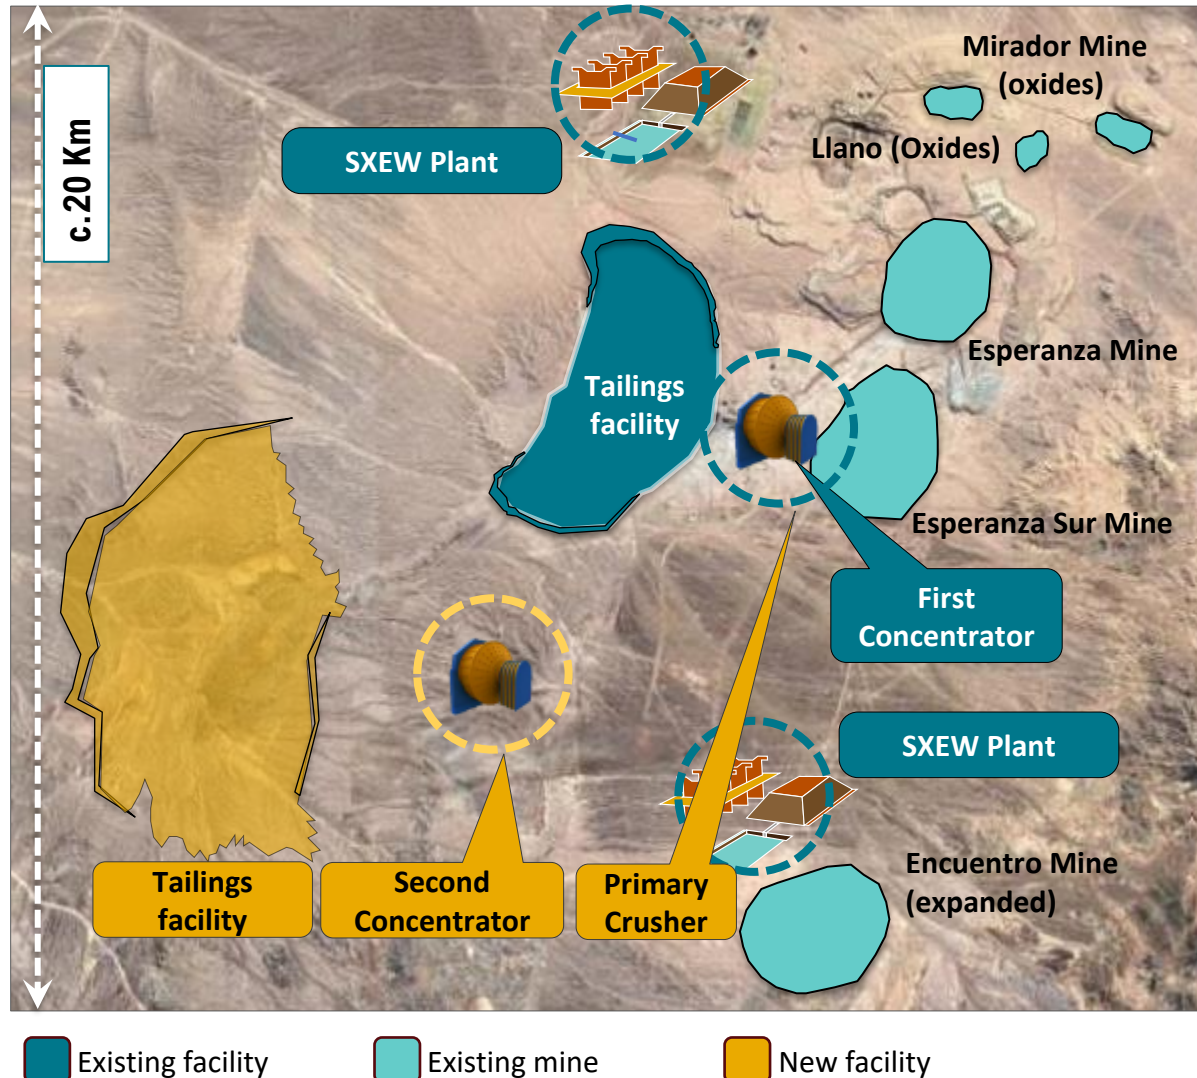 Mirador Mine
(oxides)
c.20 Km
SXEW Plant
Llano (Oxides)
Esperanza Mine
Tailings
facility
Esperanza Sur Mine
First
Concentrator
SXEW Plant
Tailings
facility
Second
Concentrator
Primary
Crusher
Encuentro Mine
(expanded)
Existing facility
Existing mine
New facility